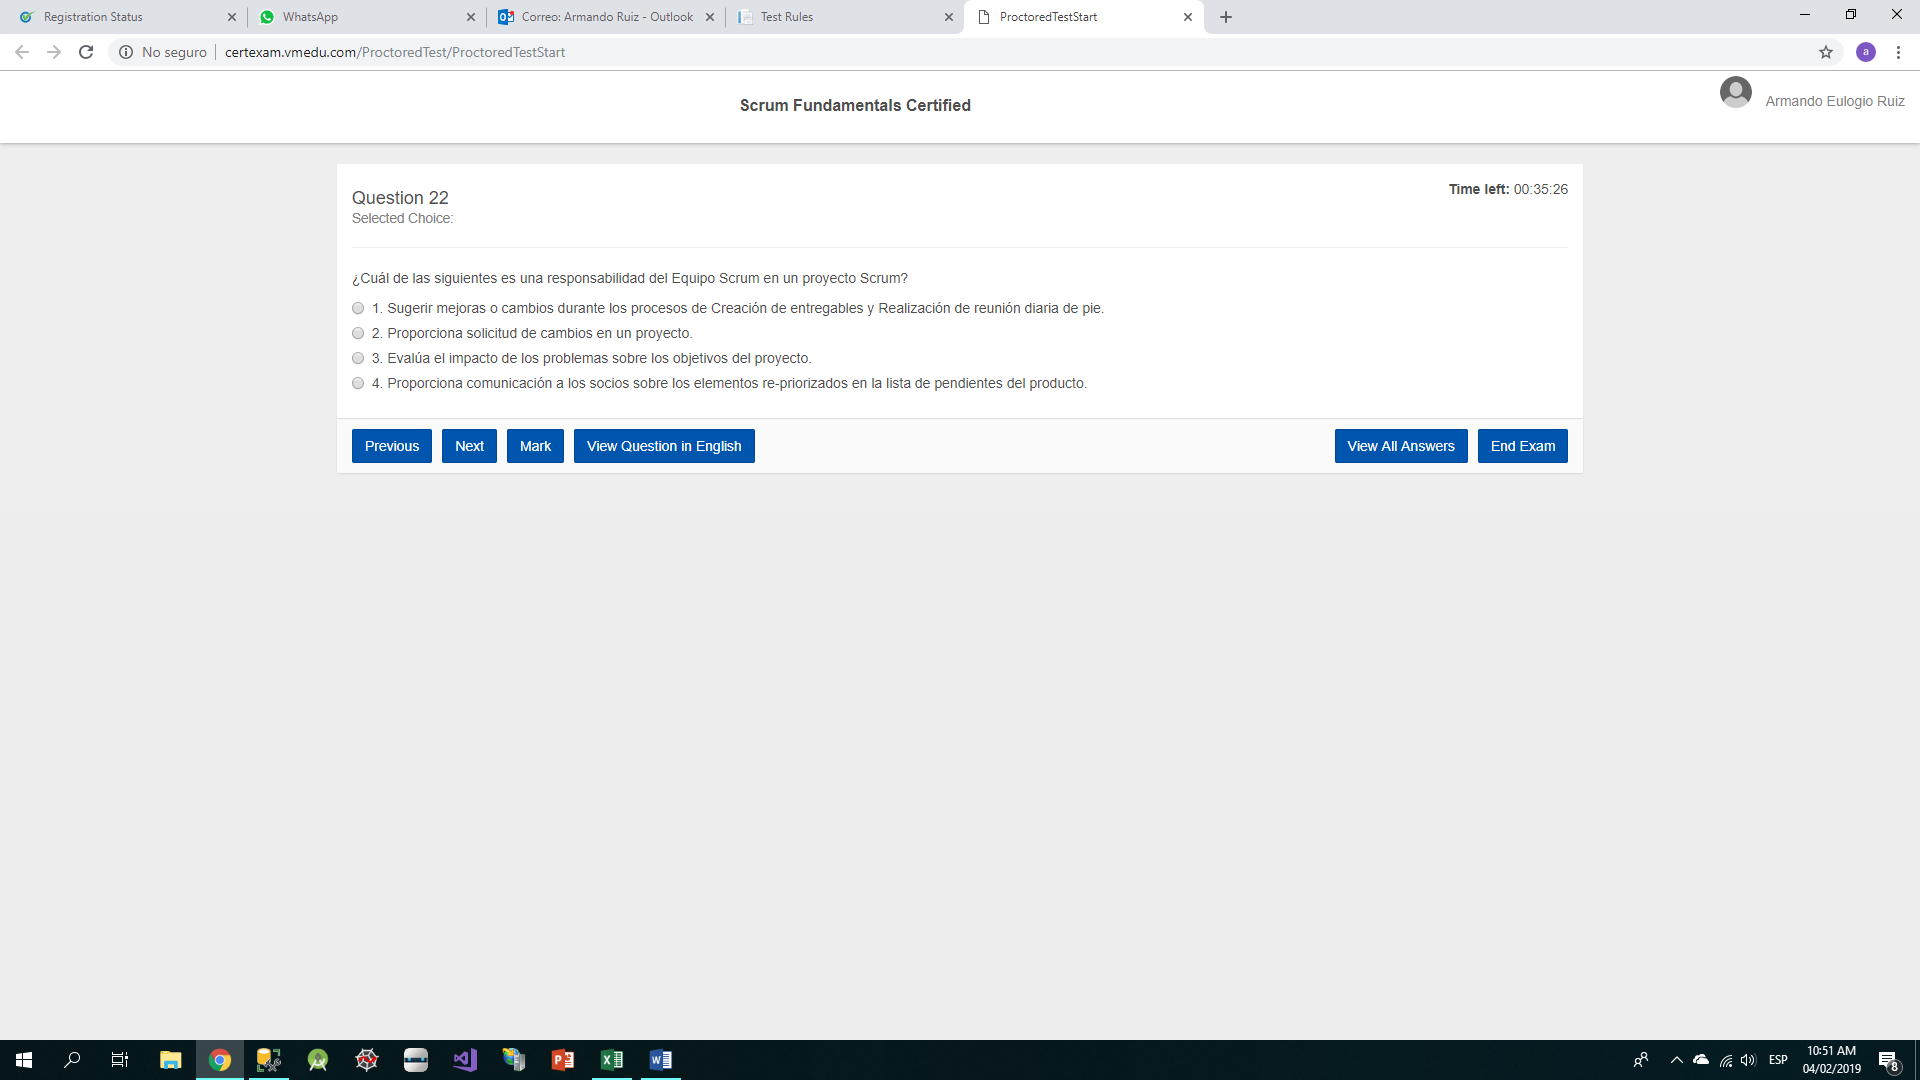 Registration Status
WhatsApp
Correo: Armando Ruiz - Outlook
Test Rules
ProctoredTestStart
No seguro
certexam.vmedu.com/ProctoredTest/ProctoredTestStart
a
Scrum Fundamentals Certified
Armando Eulogio Ruiz
Question 22
Time left: 00:35:26
Selected Choice:
¿Cuál de las siguientes es una responsabilidad del Equipo Scrum en un proyecto Scrum?
1. Sugerir mejoras o cambios durante los procesos de Creación de entregables y Realización de reunión diaria de pie.
2. Proporciona solicitud de cambios en un proyecto.
3. Evalúa el impacto de los problemas sobre los objetivos del proyecto.
4. Proporciona comunicación a los socios sobre los elementos re-priorizados en la lista de pendientes del producto.
Previous
Next
Mark
View Question in English
View All Answers
End Exam
ESP
10:51 AM
04/02/2019
8